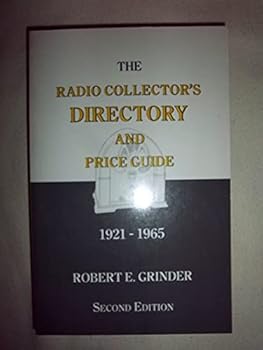 THE
RADIO COLLECTOR'S
DIRECTORY
AND
PRICE GUIDE
1921 - 1965
ROBERT E. GRINDER
SECOND EDITION